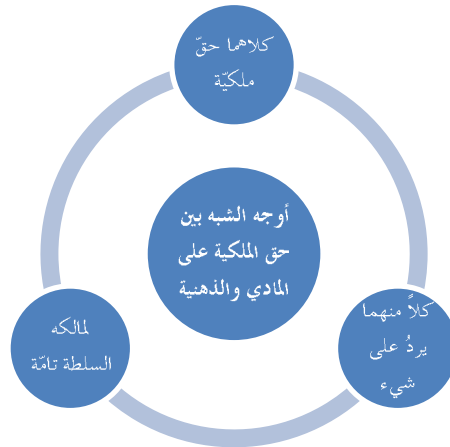 كلاهما حقّ
ملكيّة
أوجه الشبه بين
حق الملكية على
المادي والذهنية
كلاً منهما
يردُ على
شيء
لمالكه
السلطة تامّة